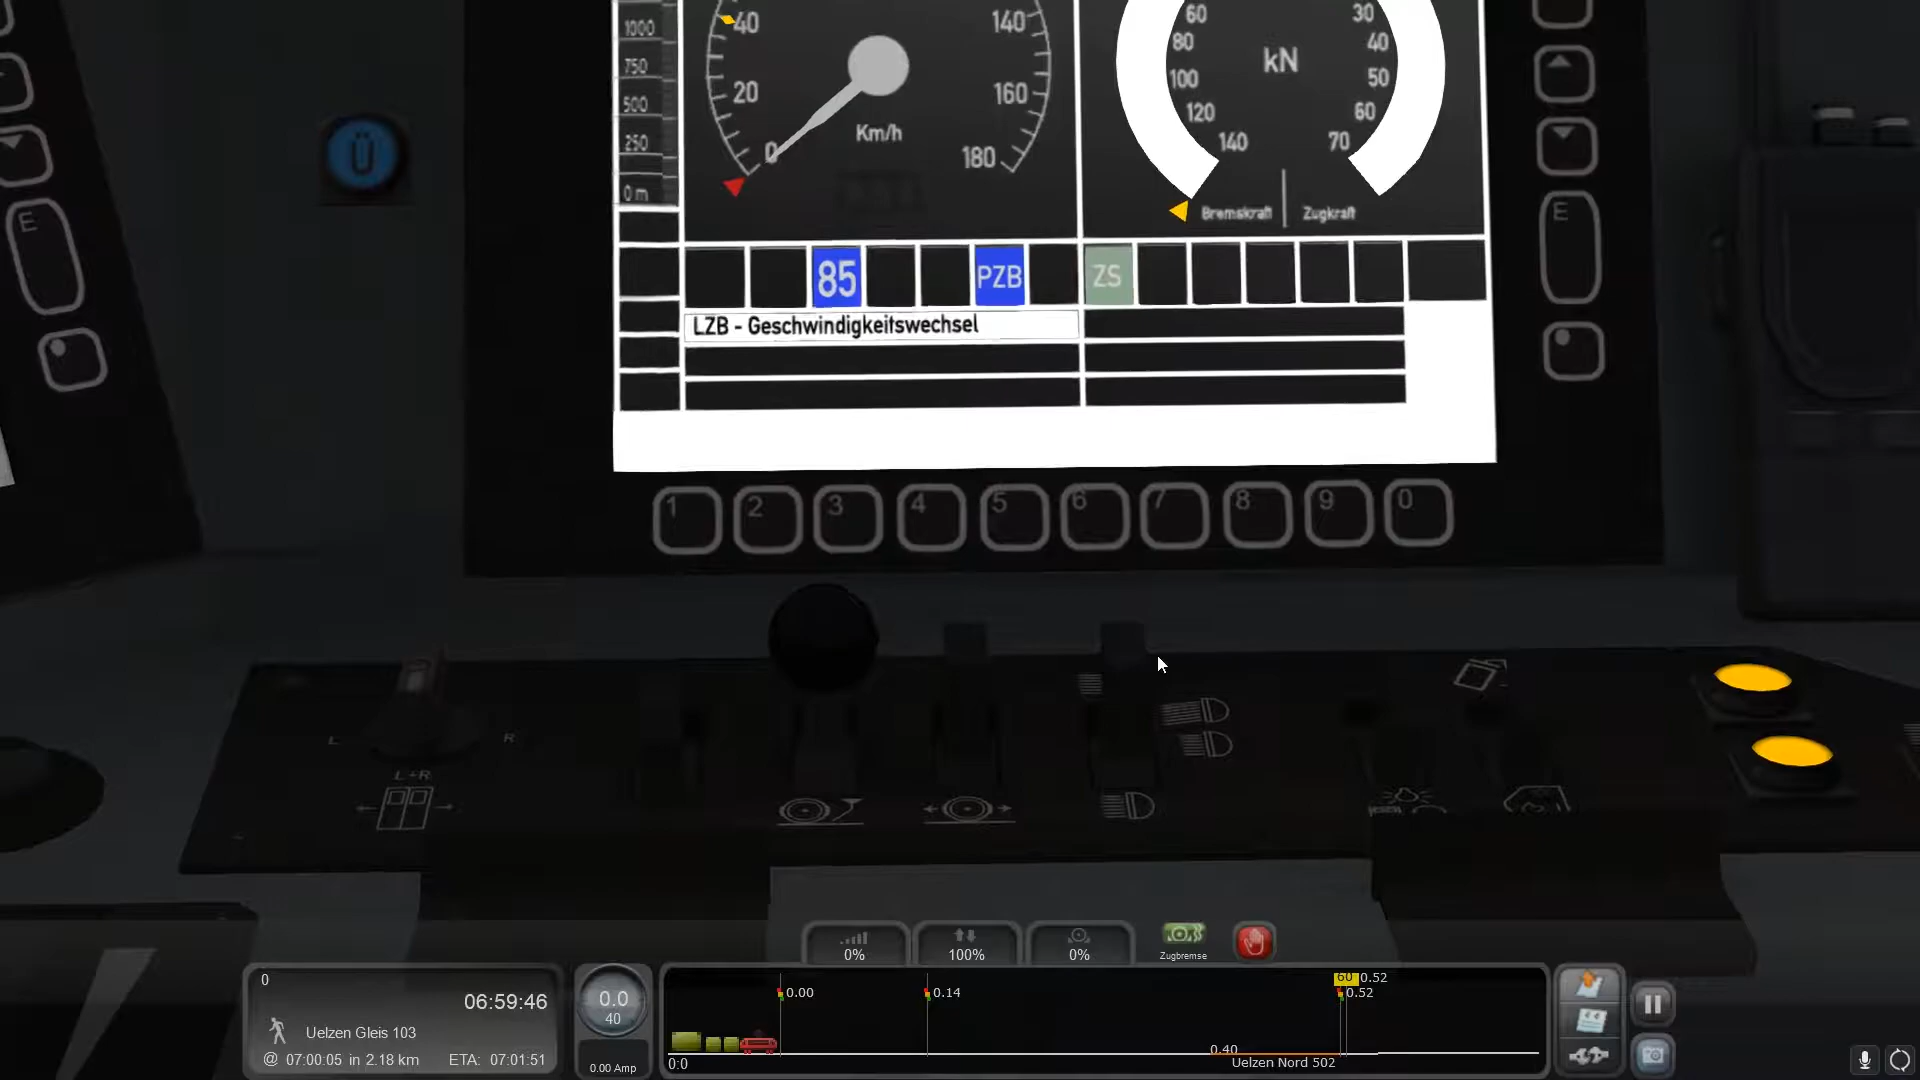 1000
750
500
250
0 m
40
20
0
140
160
180
Km/h
60
80
100
120
140
30
40
50
60
70
kN
Bremskraft
Zugkraft
Ü
E
E
85
PZB
ZS
LZB - Geschwindigkeitswechsel
1 2 3 4 5 6 7 8 9 0
L
R
L+R
0%
100%
0%
Zugbremse
0
06:59:46
Uelzen Gleis 103
@ 07:00:05 in 2.18 km ETA: 07:01:51
0.0
40
0.00 Amp
0.00
0.14
60 0.52
0.52
0.40
0:0
Uelzen Nord 502